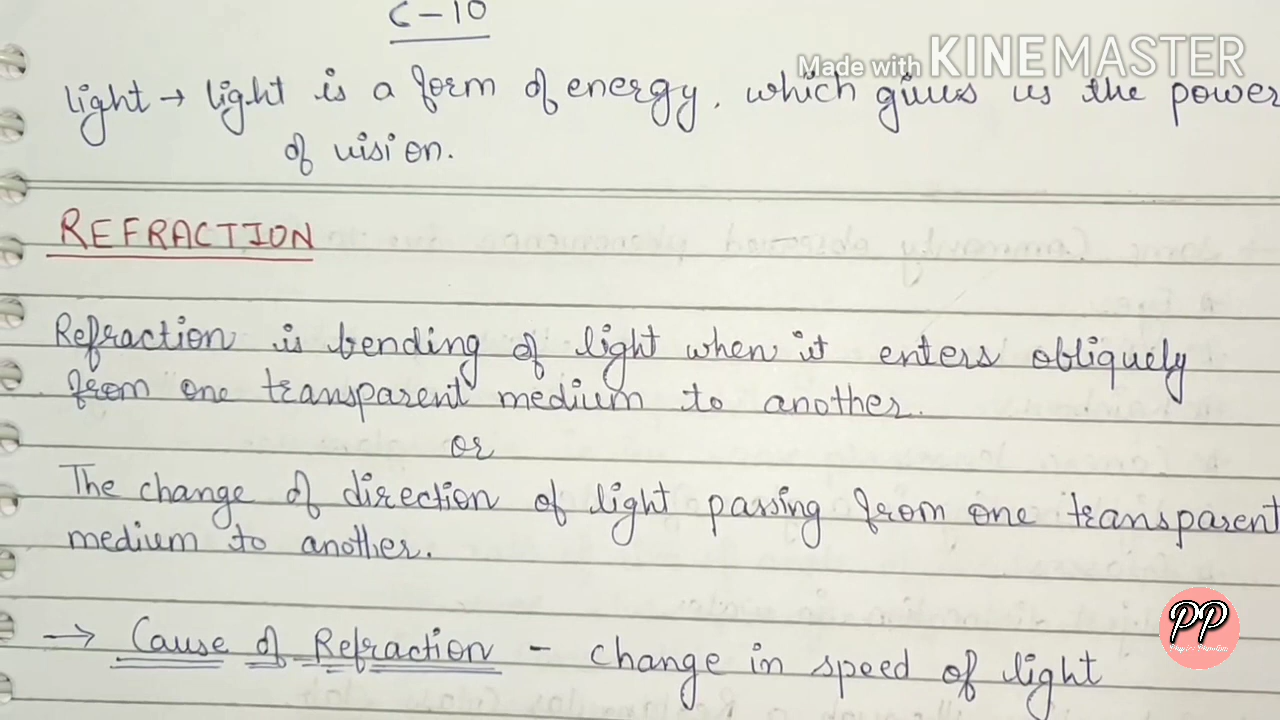 C-10
Made with KINEMASTER
light → light is a form of energy, which gives us the power
of vision.
REFRACTION
Refraction is bending of light when it enters obliquely
from one transparent medium to another.
or
The change of direction of light passing from one transparent
medium to another.
→ Cause of Refraction - change in speed of light
PP